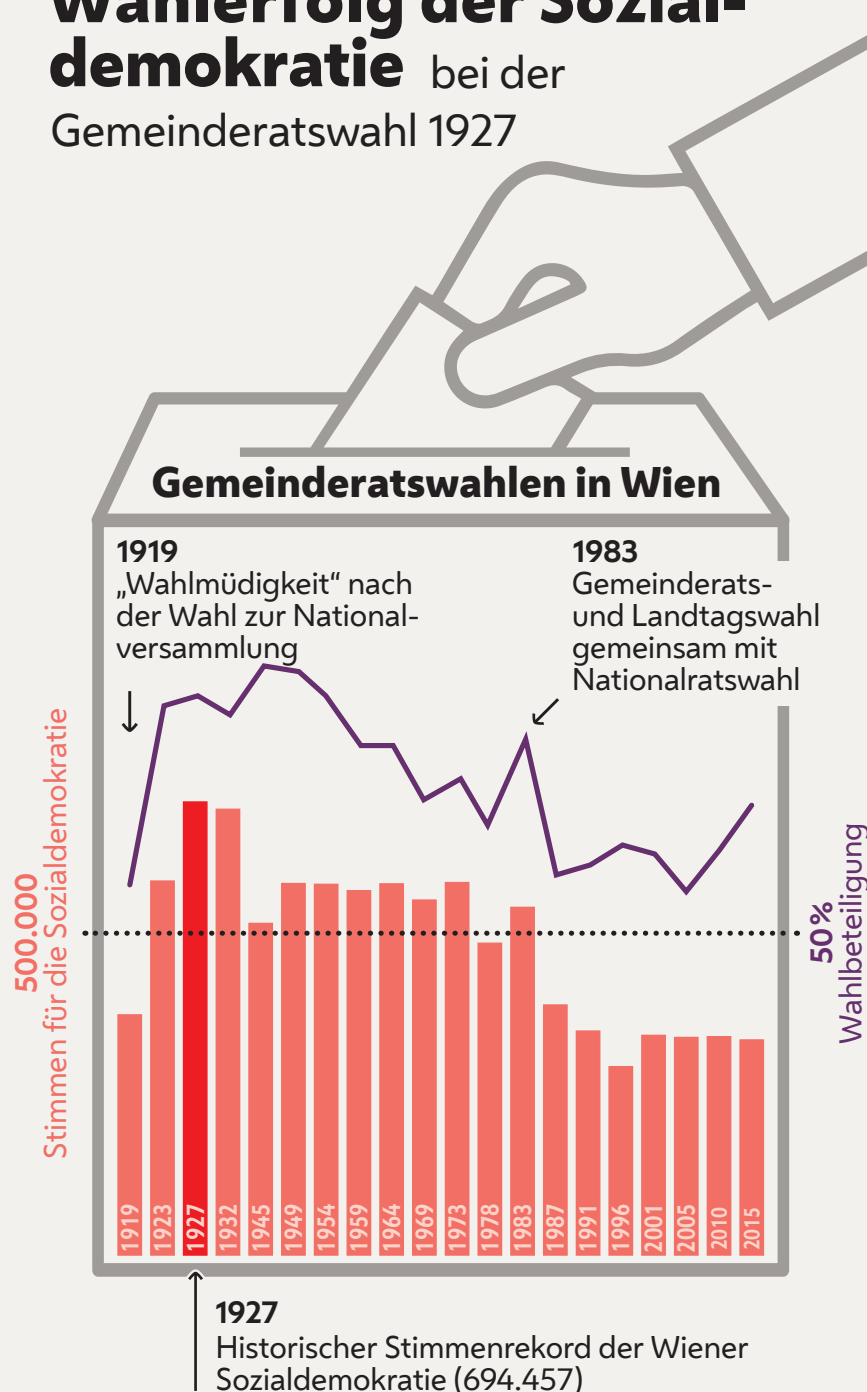 Wahlerfolg der Sozial-
demokratie bei der
Gemeinderatswahl 1927
Gemeinderatswahlen in Wien
1919
„Wahlmüdigkeit“ nach
der Wahl zur National-
versammlung
1983
Gemeinderats-
und Landtagswahl
gemeinsam mit
Nationalratswahl
500.000
Stimmen für die Sozialdemokratie
50%
Wahlbeteiligung
1919
1923
1927
1932
1945
1949
1954
1959
1964
1969
1973
1978
1983
1987
1991
1996
2001
2005
2010
2015
1927
Historischer Stimmenrekord der Wiener
Sozialdemokratie (694.457)